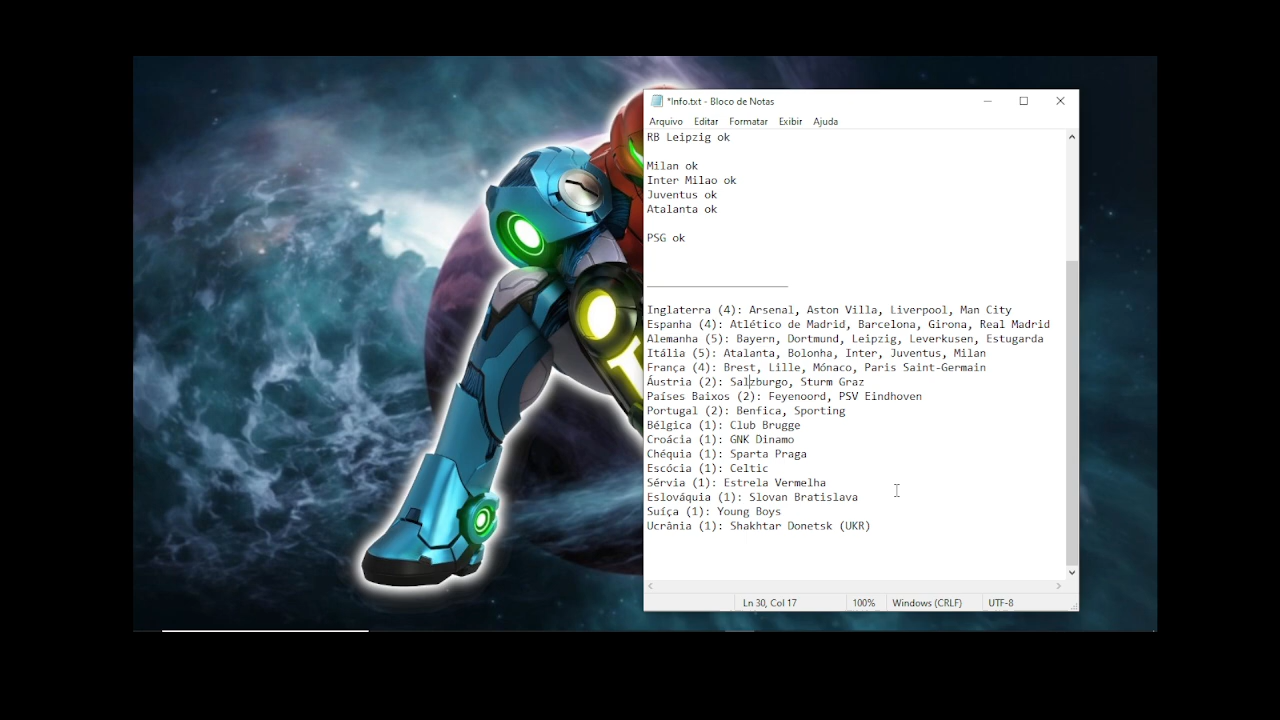 *Info.txt - Bloco de Notas
Arquivo Editar Formatar Exibir Ajuda
RB Leipzig ok
Milan ok
Inter Milao ok
Juventus ok
Atalanta ok
PSG ok
Inglaterra (4): Arsenal, Aston Villa, Liverpool, Man City
Espanha (4): Atlético de Madrid, Barcelona, Girona, Real Madrid
Alemanha (5): Bayern, Dortmund, Leipzig, Leverkusen, Estugarda
Itália (5): Atalanta, Bolonha, Inter, Juventus, Milan
França (4): Brest, Lille, Mónaco, Paris Saint-Germain
Áustria (2): Salzburgo, Sturm Graz
Países Baixos (2): Feyenoord, PSV Eindhoven
Portugal (2): Benfica, Sporting
Bélgica (1): Club Brugge
Croácia (1): GNK Dinamo
Chéquia (1): Sparta Praga
Escócia (1): Celtic
Sérvia (1): Estrela Vermelha
Eslováquia (1): Slovan Bratislava
Suíça (1): Young Boys
Ucrânia (1): Shakhtar Donetsk (UKR)
Ln 30, Col 17 100% Windows (CRLF) UTF-8